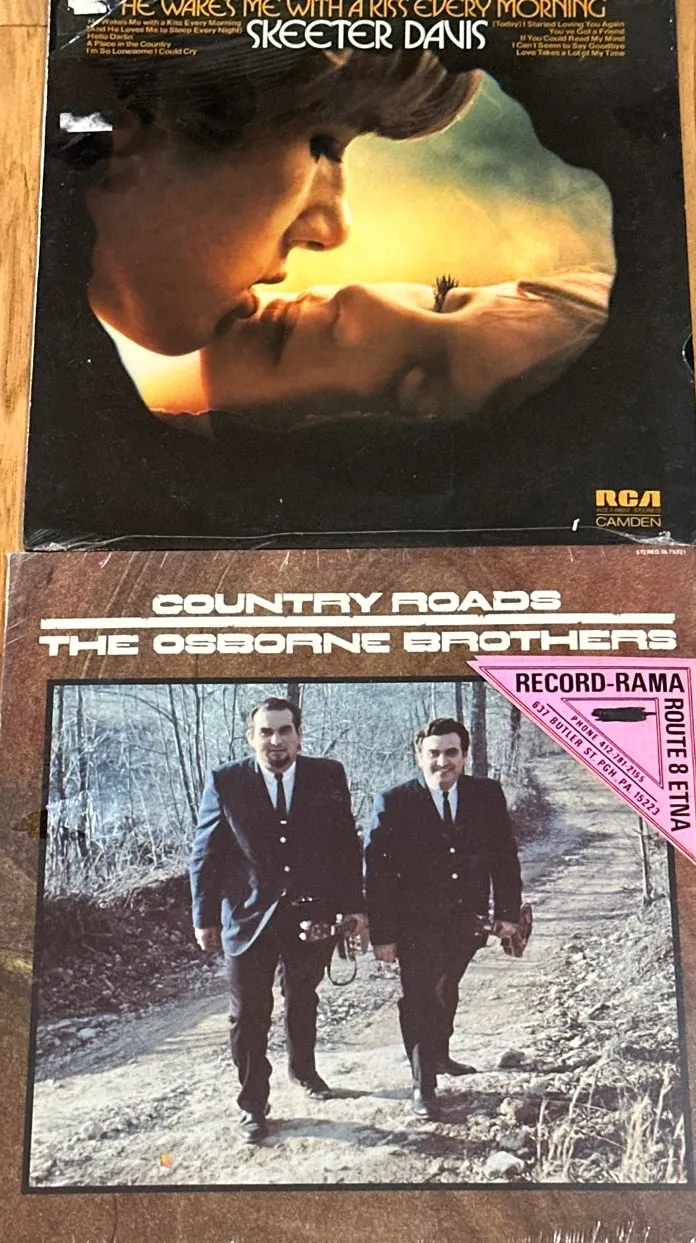 HE WAKES ME WITH A KISS EVERY MORNING
SKEETER DAVIS
He Wakes Me with a Kiss Every Morning
(And He Loves Me to Sleep Every Night)
Hello Darlin'
A Place in the Country
I'm So Lonesome I Could Cry
(Today) I Started Loving You Again
You've Got a Friend
If You Could Read My Mind
I Can't Seem to Say Goodbye
Love Takes a Lot of My Time
RCA
STEREO
CAMDEN
STEREO DL 75321
COUNTRY ROADS
THE OSBORNE BROTHERS
RECORD-RAMA
ROUTE 8 ETNA
PHONE 412.781.2155
637 BUTLER ST. PGH. PA 15223